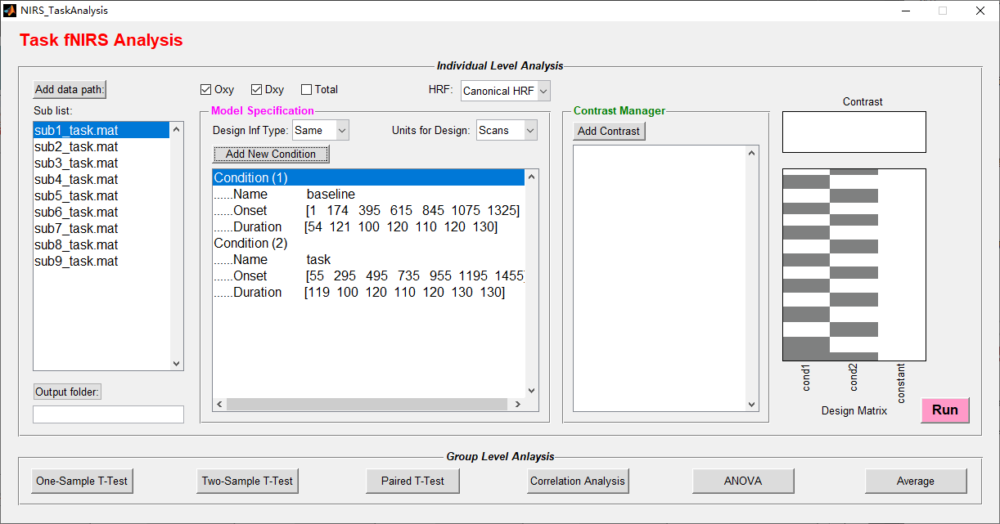 NIRS_TaskAnalysis
Task fNIRS Analysis
Individual Level Analysis
Add data path:
Oxy
Dxy
Total
HRF:
Canonical HRF
Sub list:
sub1_task.mat
sub2_task.mat
sub3_task.mat
sub4_task.mat
sub5_task.mat
sub6_task.mat
sub7_task.mat
sub8_task.mat
sub9_task.mat
Output folder:
Model Specification
Design Inf Type: Same
Units for Design: Scans
Add New Condition
Condition (1)
......Name baseline
......Onset [1 174 395 615 845 1075 1325]
......Duration [54 121 100 120 110 120 130]
Condition (2)
......Name task
......Onset [55 295 495 735 955 1195 1455]
......Duration [119 100 120 110 120 130 130]
Contrast Manager
Add Contrast
Contrast
cond1
cond2
constant
Design Matrix
Run
Group Level Anlaysis
One-Sample T-Test
Two-Sample T-Test
Paired T-Test
Correlation Analysis
ANOVA
Average